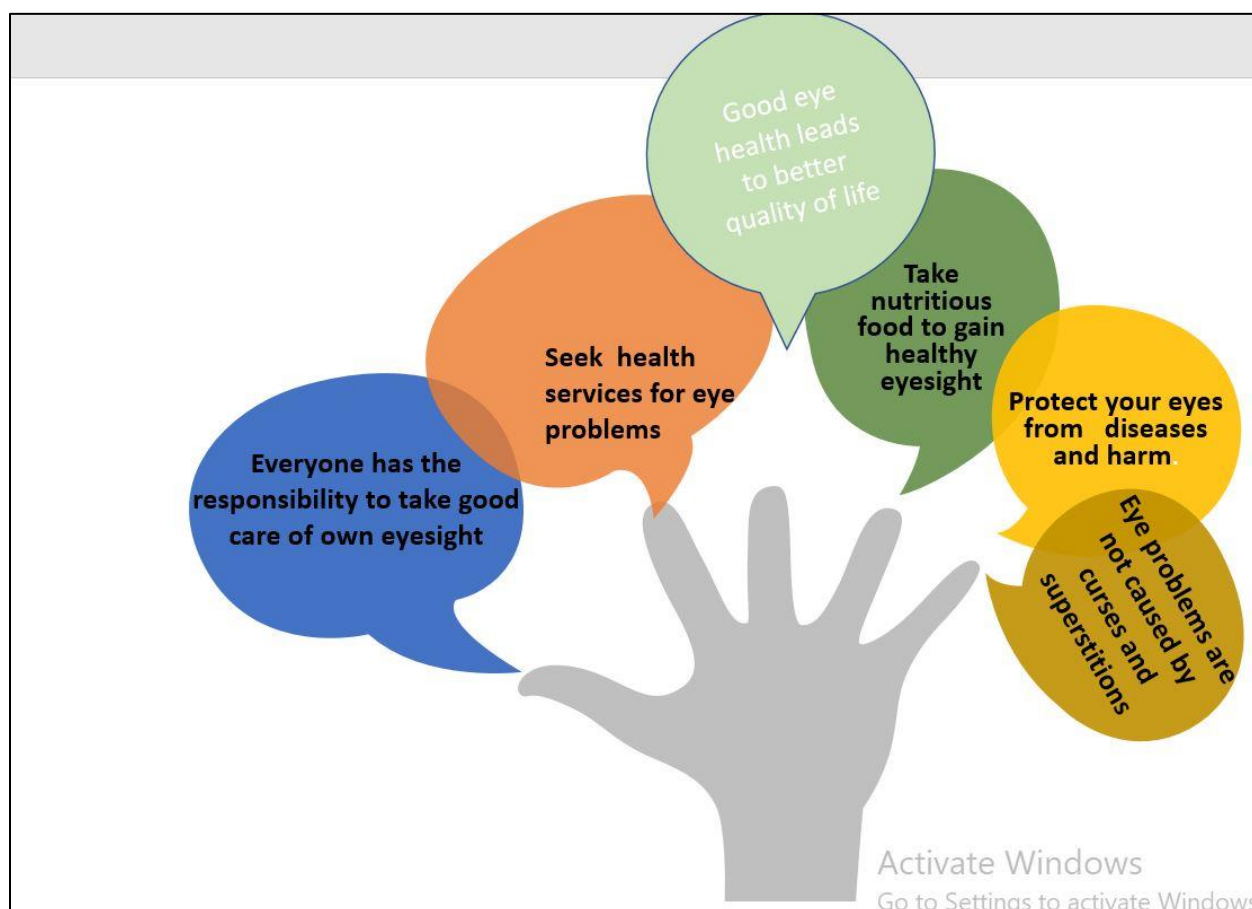 Good eye
health leads
to better
quality of life
Seek health
services for eye
problems
Everyone has the
responsibility to take good
care of own eyesight
Take
nutritious
food to gain
healthy
eyesight
Protect your eyes
from diseases
and harm.
Eye problems are
not caused by
curses and
superstitions
Activate Windows
Go to Settings to activate Windows